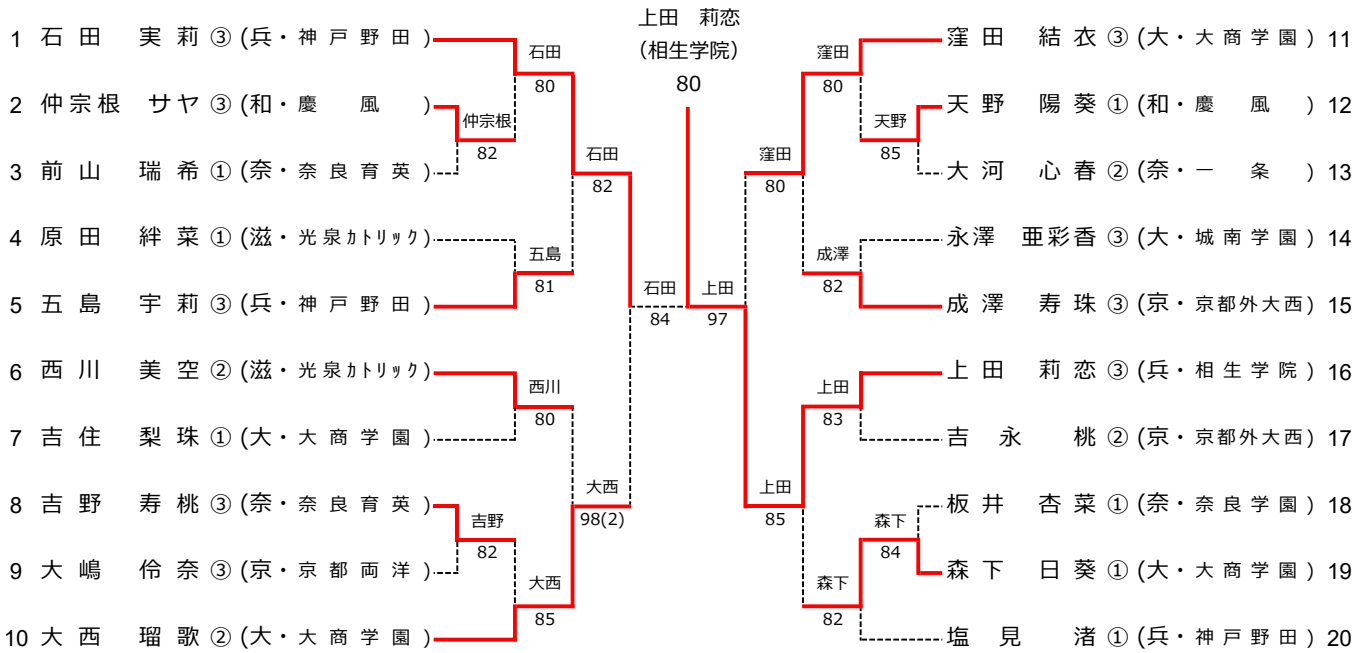 上田 莉恋
(相生学院)
80
1 石田 実莉 ③ (兵・神戸野田)
2 仲宗根 サヤ ③ (和・慶風)
3 前山 瑞希 ① (奈・奈良育英)
4 原田 絆菜 ① (滋・光泉カトリック)
5 五島 宇莉 ③ (兵・神戸野田)
6 西川 美空 ② (滋・光泉カトリック)
7 吉住 梨珠 ① (大・大商学園)
8 吉野 寿桃 ③ (奈・奈良育英)
9 大嶋 伶奈 ③ (京・京都両洋)
10 大西 瑠歌 ② (大・大商学園)
石田
80
仲宗根
82
石田
82
五島
81
西川
80
吉野
82
大西
85
大西
98(2)
石田
84
上田
97
窪田
80
天野
85
窪田
80
成澤
82
上田
83
上田
85
森下
84
森下
82
窪田 結衣 ③ (大・大商学園) 11
天野 陽葵 ① (和・慶風) 12
大河 心春 ② (奈・一条) 13
永澤 亜彩香 ③ (大・城南学園) 14
成澤 寿珠 ③ (京・京都外大西) 15
上田 莉恋 ③ (兵・相生学院) 16
吉永 桃 ② (京・京都外大西) 17
板井 杏菜 ① (奈・奈良学園) 18
森下 日葵 ① (大・大商学園) 19
塩見 渚 ① (兵・神戸野田) 20